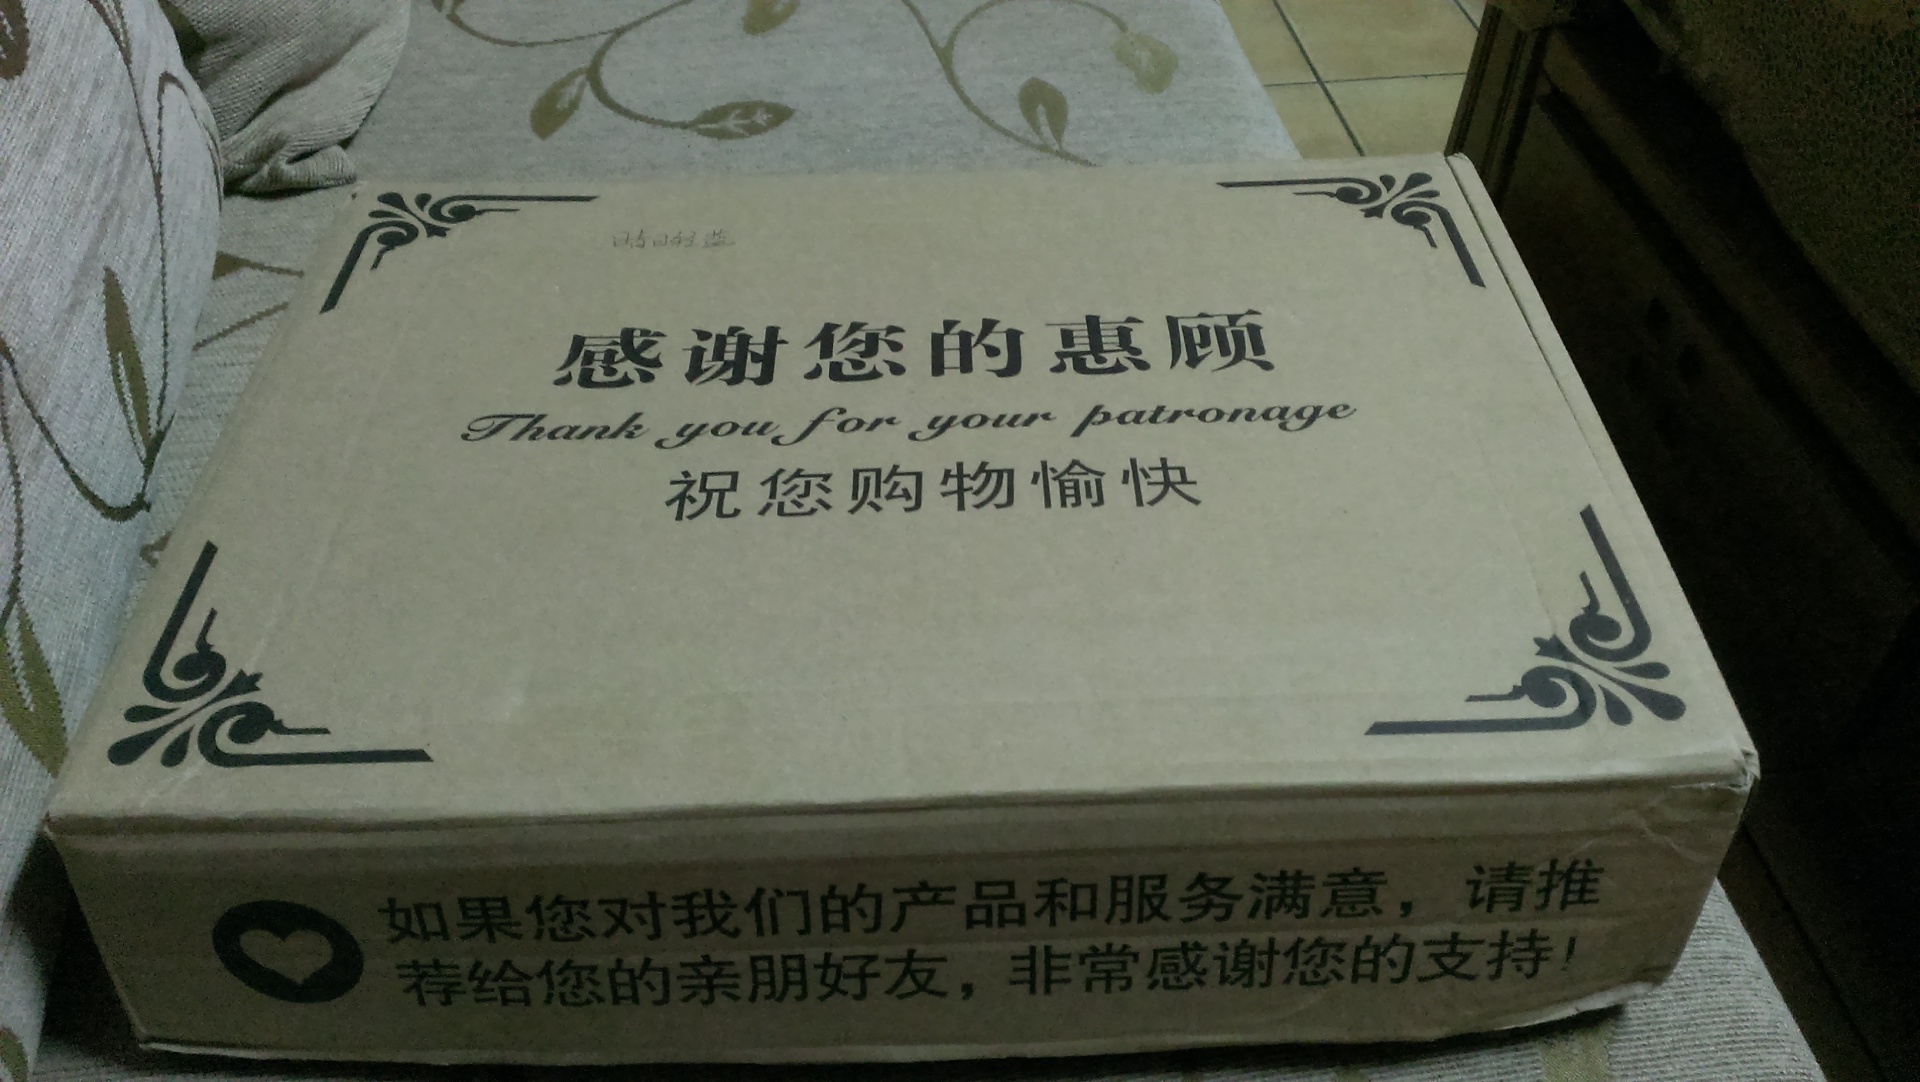 感谢您的惠顾
Thank you for your patronage
祝您购物愉快
如果您对我们的产品和服务满意，请推
荐给您的亲朋好友，非常感谢您的支持！